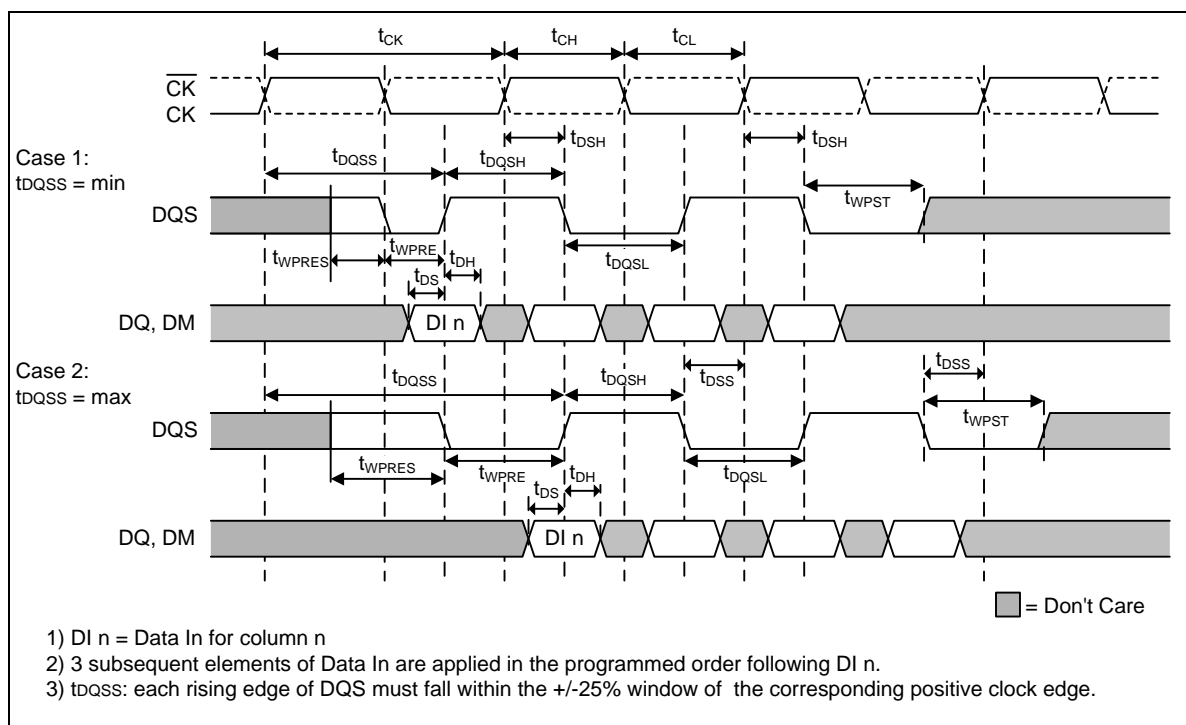 tCK tCH tCL
CK
CK
tDSH tDSH
Case 1:
tDQSS = min
tDQSS tDQSH
tWPST
DQS
tWPRES tWPRE tDQSL
tDS tDH
DQ, DM DI n
Case 2:
tDQSS = max
tDQSS tDQSH tDSS tDSS
tWPST
DQS
tWPRES tWPRE tDQSL
tDS tDH
DQ, DM DI n
= Don't Care
1) DI n = Data In for column n
2) 3 subsequent elements of Data In are applied in the programmed order following DI n.
3) tDQSS: each rising edge of DQS must fall within the +/-25% window of the corresponding positive clock edge.